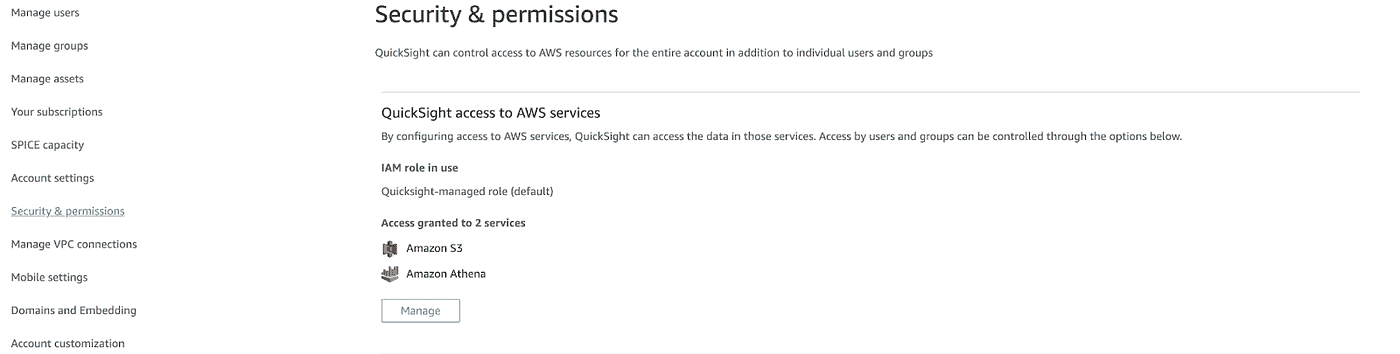 Manage users
Manage groups
Manage assets
Your subscriptions
SPICE capacity
Account settings
Security & permissions
Manage VPC connections
Mobile settings
Domains and Embedding
Account customization
Security & permissions
QuickSight can control access to AWS resources for the entire account in addition to individual users and groups
QuickSight access to AWS services
By configuring access to AWS services, QuickSight can access the data in those services. Access by users and groups can be controlled through the options below.
IAM role in use
Quicksight-managed role (default)
Access granted to 2 services
Amazon S3
Amazon Athena
Manage